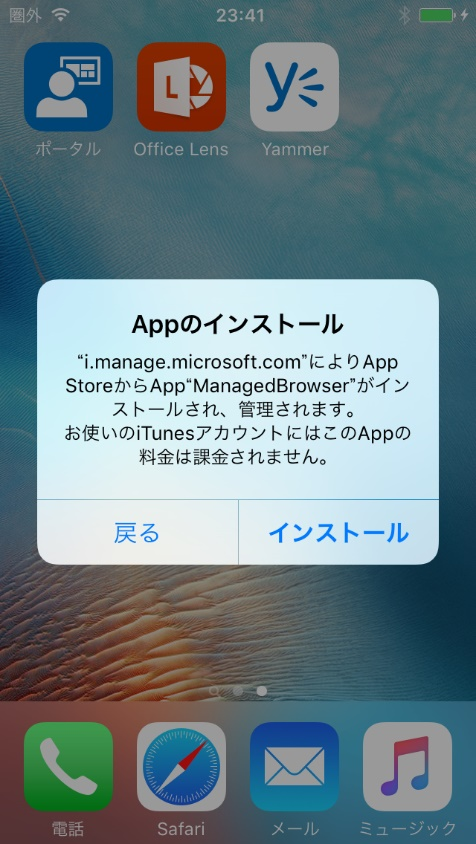 圏外 23:41
ポータル Office Lens Yammer
Appのインストール
“i.manage.microsoft.com”によりApp
StoreからApp“ManagedBrowser”がイン
ストールされ、管理されます。
お使いのiTunesアカウントにはこのAppの
料金は課金されません。
戻る インストール
電話 Safari メール ミュージック